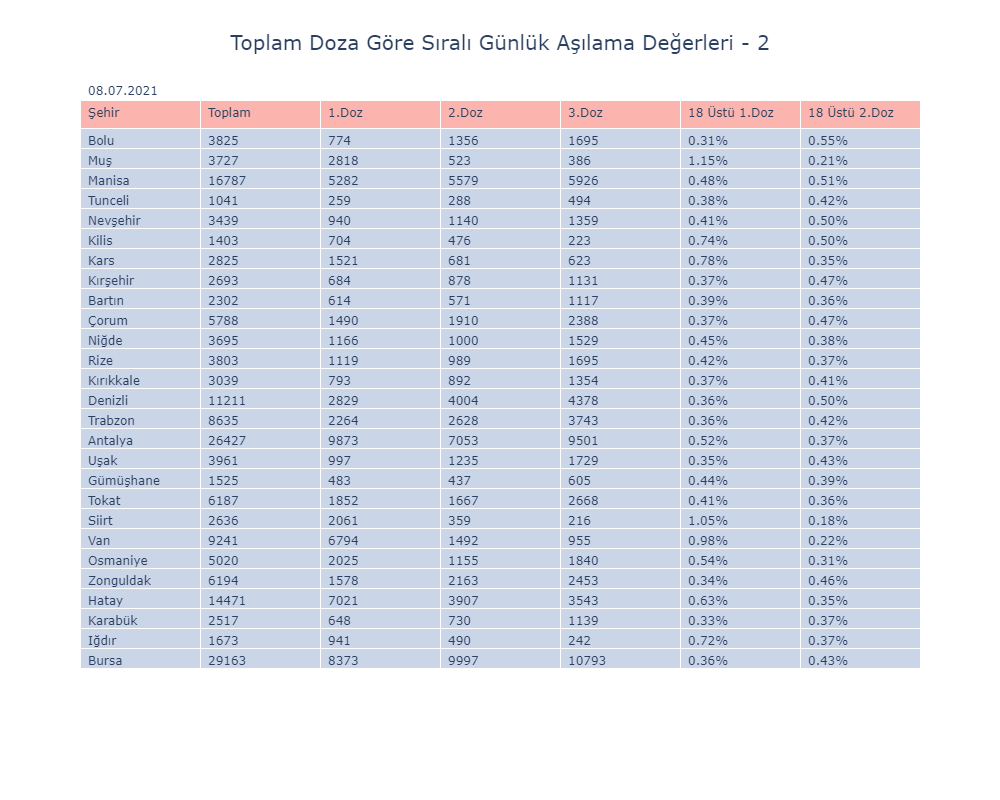 Toplam Doza Göre Sıralı Günlük Aşılama Değerleri - 2
08.07.2021
Şehir Toplam 1.Doz 2.Doz 3.Doz 18 Üstü 1.Doz 18 Üstü 2.Doz
Bolu 3825 774 1356 1695 0.31% 0.55%
Muş 3727 2818 523 386 1.15% 0.21%
Manisa 16787 5282 5579 5926 0.48% 0.51%
Tunceli 1041 259 288 494 0.38% 0.42%
Nevşehir 3439 940 1140 1359 0.41% 0.50%
Kilis 1403 704 476 223 0.74% 0.50%
Kars 2825 1521 681 623 0.78% 0.35%
Kırşehir 2693 684 878 1131 0.37% 0.47%
Bartın 2302 614 571 1117 0.39% 0.36%
Çorum 5788 1490 1910 2388 0.37% 0.47%
Niğde 3695 1166 1000 1529 0.45% 0.38%
Rize 3803 1119 989 1695 0.42% 0.37%
Kırıkkale 3039 793 892 1354 0.37% 0.41%
Denizli 11211 2829 4004 4378 0.36% 0.50%
Trabzon 8635 2264 2628 3743 0.36% 0.42%
Antalya 26427 9873 7053 9501 0.52% 0.37%
Uşak 3961 997 1235 1729 0.35% 0.43%
Gümüşhane 1525 483 437 605 0.44% 0.39%
Tokat 6187 1852 1667 2668 0.41% 0.36%
Siirt 2636 2061 359 216 1.05% 0.18%
Van 9241 6794 1492 955 0.98% 0.22%
Osmaniye 5020 2025 1155 1840 0.54% 0.31%
Zonguldak 6194 1578 2163 2453 0.34% 0.46%
Hatay 14471 7021 3907 3543 0.63% 0.35%
Karabük 2517 648 730 1139 0.33% 0.37%
Iğdır 1673 941 490 242 0.72% 0.37%
Bursa 29163 8373 9997 10793 0.36% 0.43%